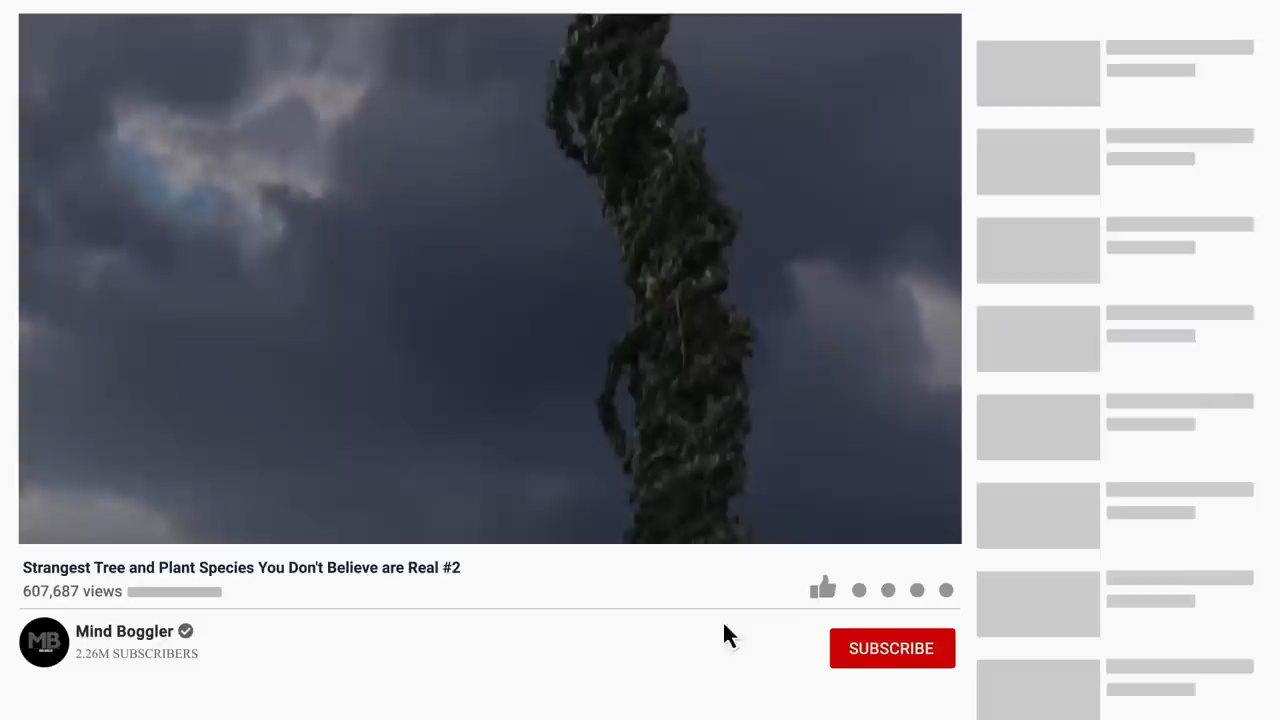 Strangest Tree and Plant Species You Don't Believe are Real #2
607,687 views
MB
Mind Boggler
2.26M SUBSCRIBERS
SUBSCRIBE